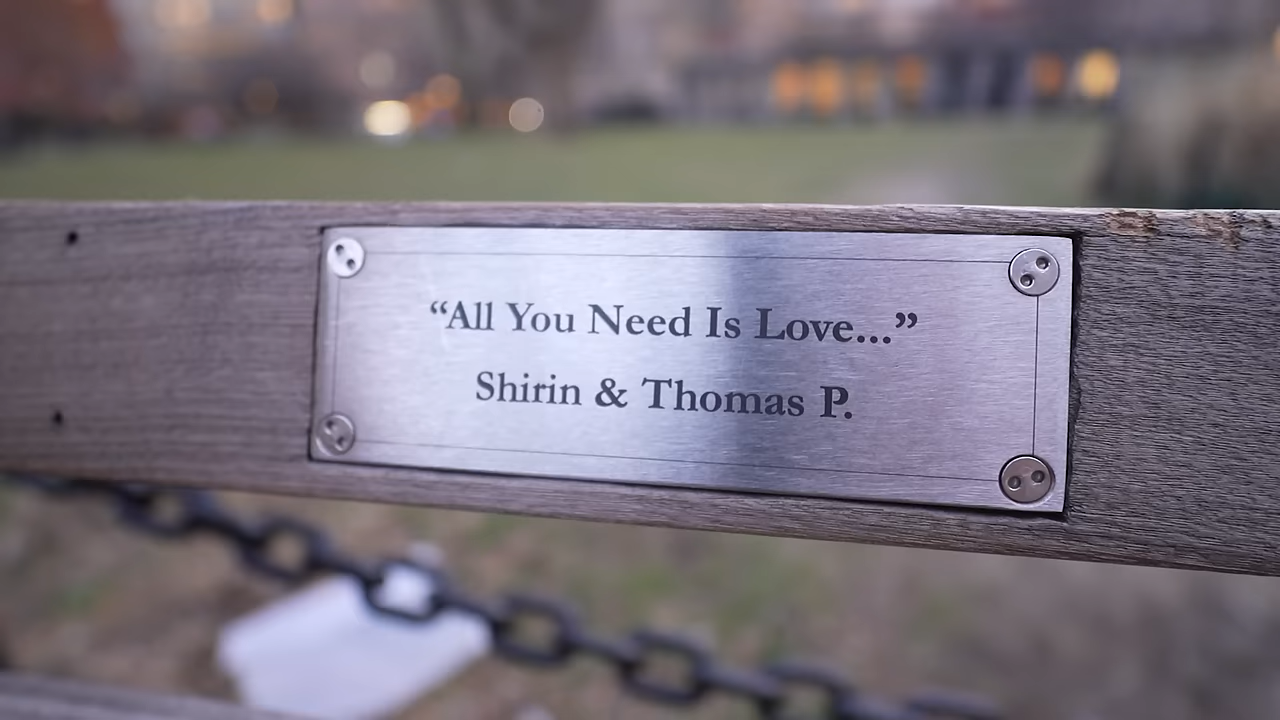 “All You Need Is Love...”
Shirin & Thomas P.